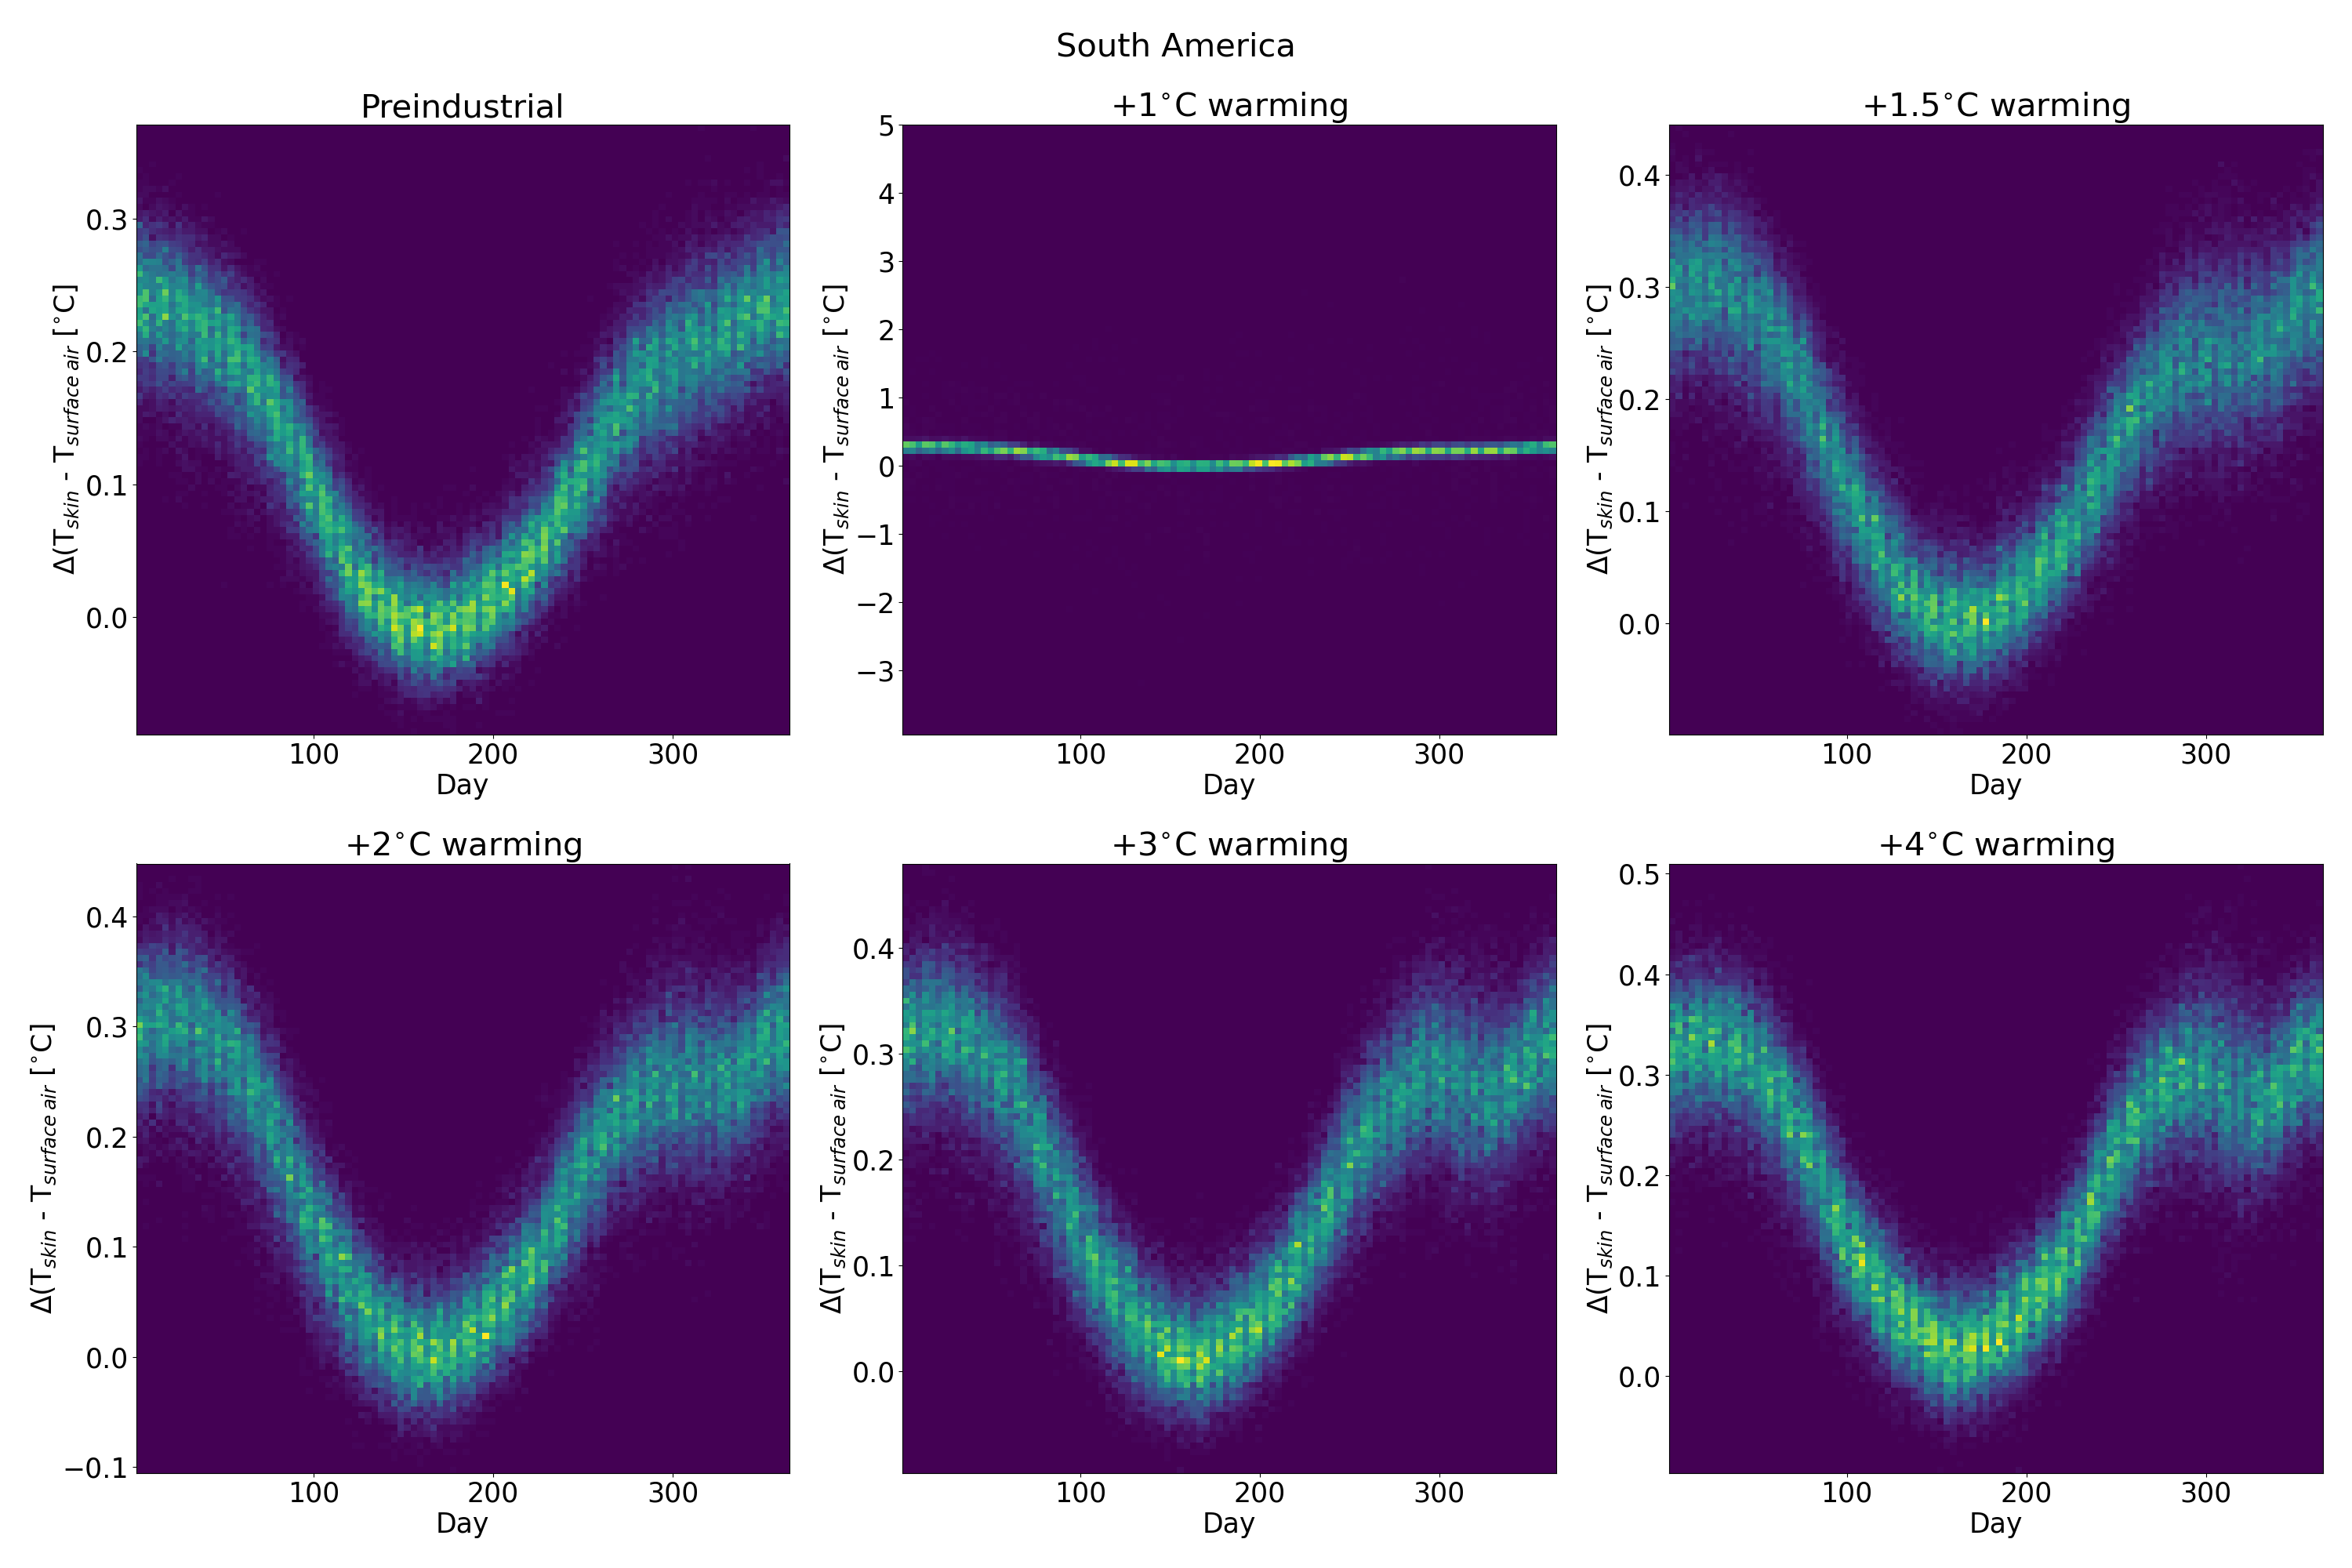 South America
Preindustrial
+1°C warming
+1.5°C warming
Δ(T_skin - T_surface air [°C]
0.3
0.2
0.1
0.0
100
200
300
Day
Δ(T_skin - T_surface air [°C]
5
4
3
2
1
0
−1
−2
−3
100
200
300
Day
Δ(T_skin - T_surface air [°C]
0.4
0.3
0.2
0.1
0.0
100
200
300
Day
+2°C warming
+3°C warming
+4°C warming
Δ(T_skin - T_surface air [°C]
0.4
0.3
0.2
0.1
0.0
−0.1
100
200
300
Day
Δ(T_skin - T_surface air [°C]
0.4
0.3
0.2
0.1
0.0
100
200
300
Day
Δ(T_skin - T_surface air [°C]
0.5
0.4
0.3
0.2
0.1
0.0
100
200
300
Day